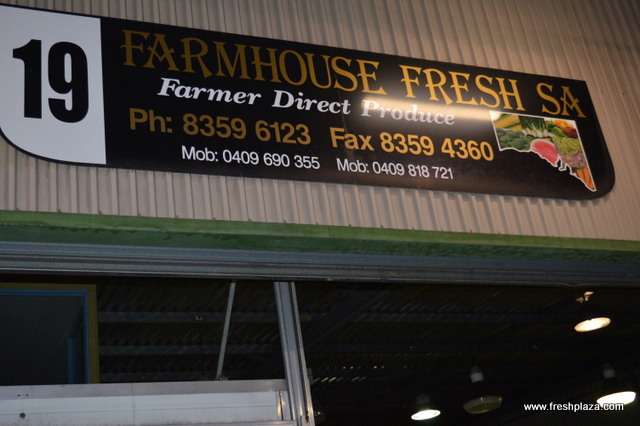 19
FARMHOUSE FRESH SA
Farmer Direct Produce
Ph: 8359 6123 Fax 8359 4360
Mob: 0409 690 355 Mob: 0409 818 721
www.freshplaza.com